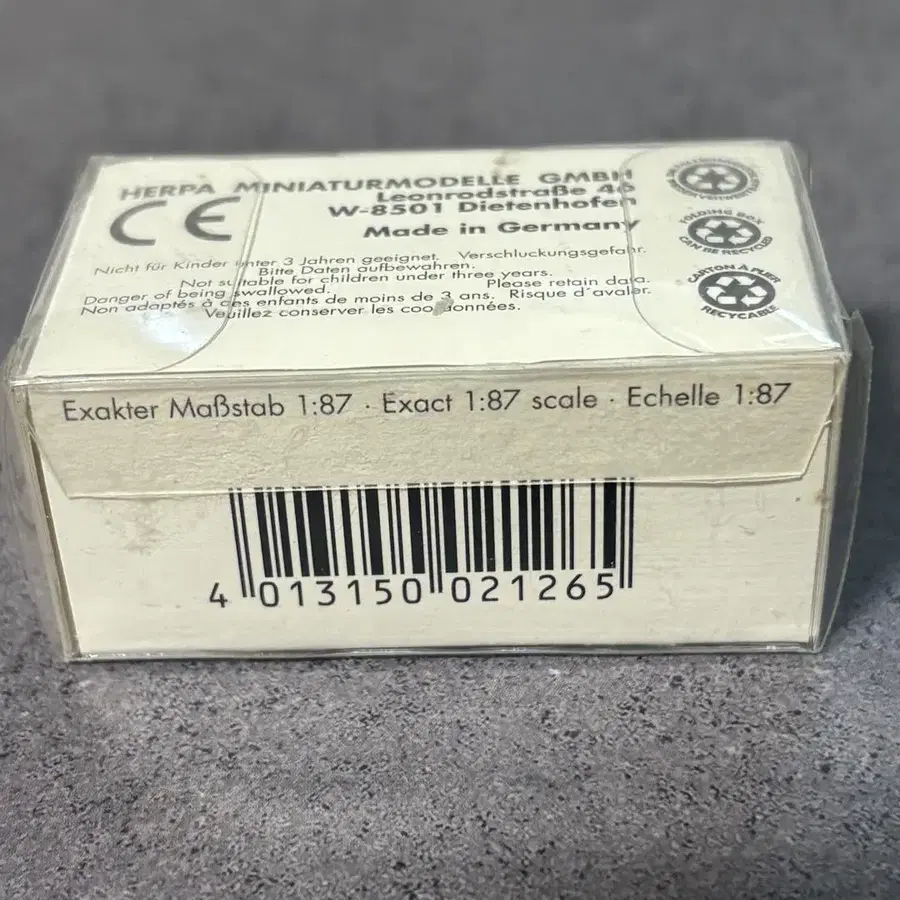 HERPA MINIATURMODELLE GMBH
Leonrodstraße 46
W-8501 Dietenhofen
Made in Germany
CE
Nicht für Kinder unter 3 Jahren geeignet. Verschluckungsgefahr.
Bitte Daten aufbewahren.
Not suitable for children under three years.
Danger of being swallowed. Please retain data.
Non adaptés à des enfants de moins de 3 ans. Risque d'avaler.
Veuillez conserver les coordonnées.
FOLDING BOX
CAN BE RECYCLED
CARTON A PLIER
RECYCABLE
Exakter Maßstab 1:87 · Exact 1:87 scale · Echelle 1:87
4 013150 021265